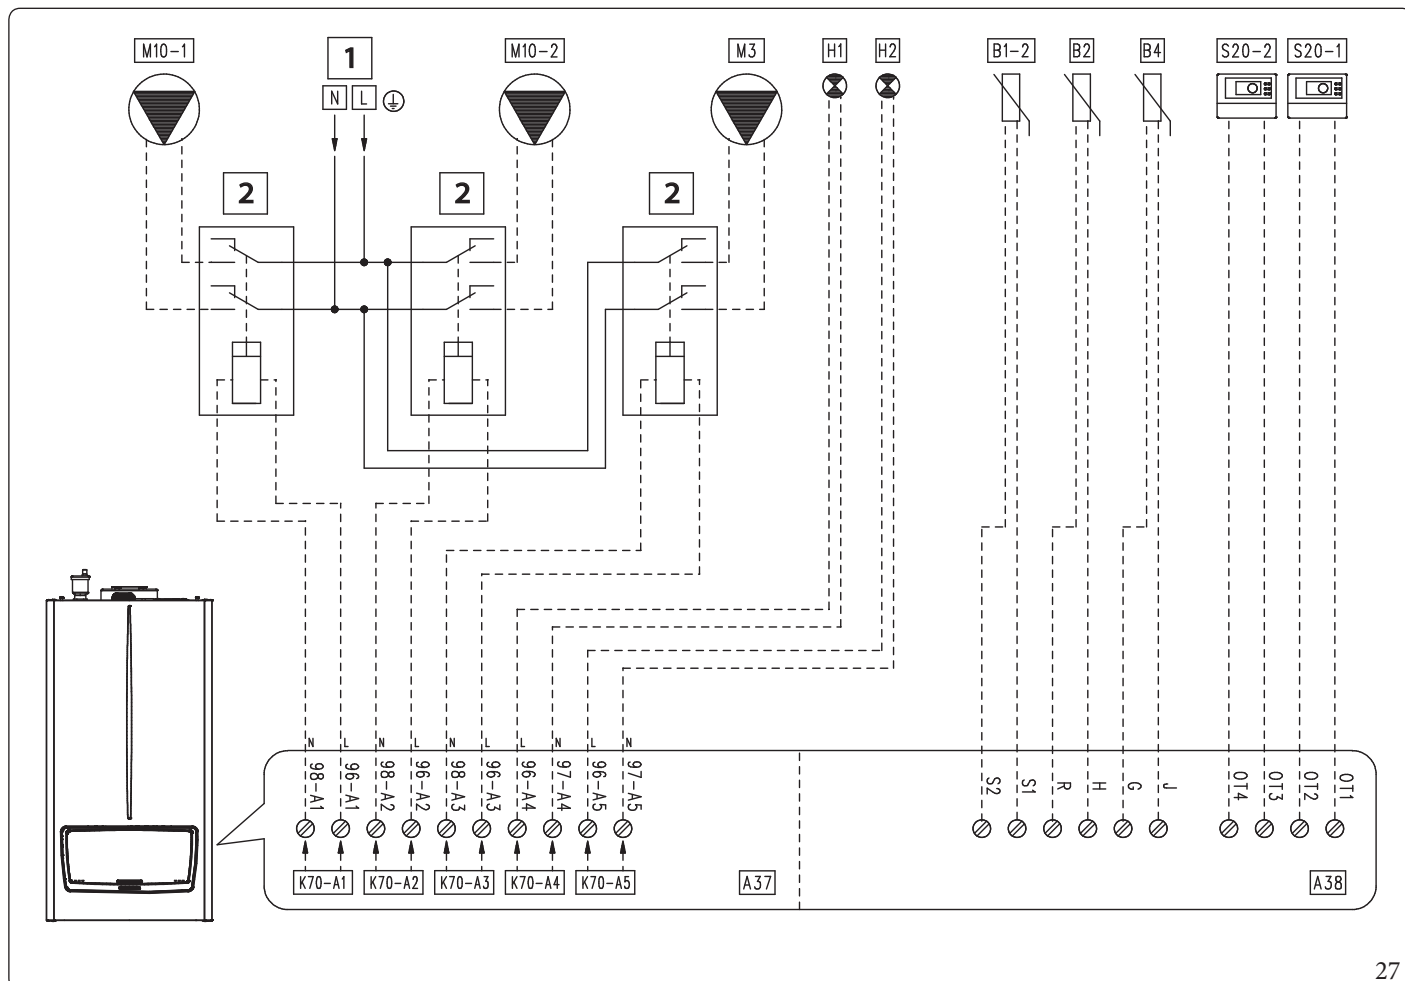 M10-1
1
M10-2
M3
H1
H2
B1-2
B2
B4
S20-2
S20-1
N
L
2
2
2
N
L
N
L
N
L
L
N
L
N
98-A1
96-A1
98-A2
96-A2
98-A3
96-A3
96-A4
97-A4
96-A5
97-A5
S2
S1
R
H
G
J
OT4
OT3
OT2
OT1
K70-A1
K70-A2
K70-A3
K70-A4
K70-A5
A37
A38
27